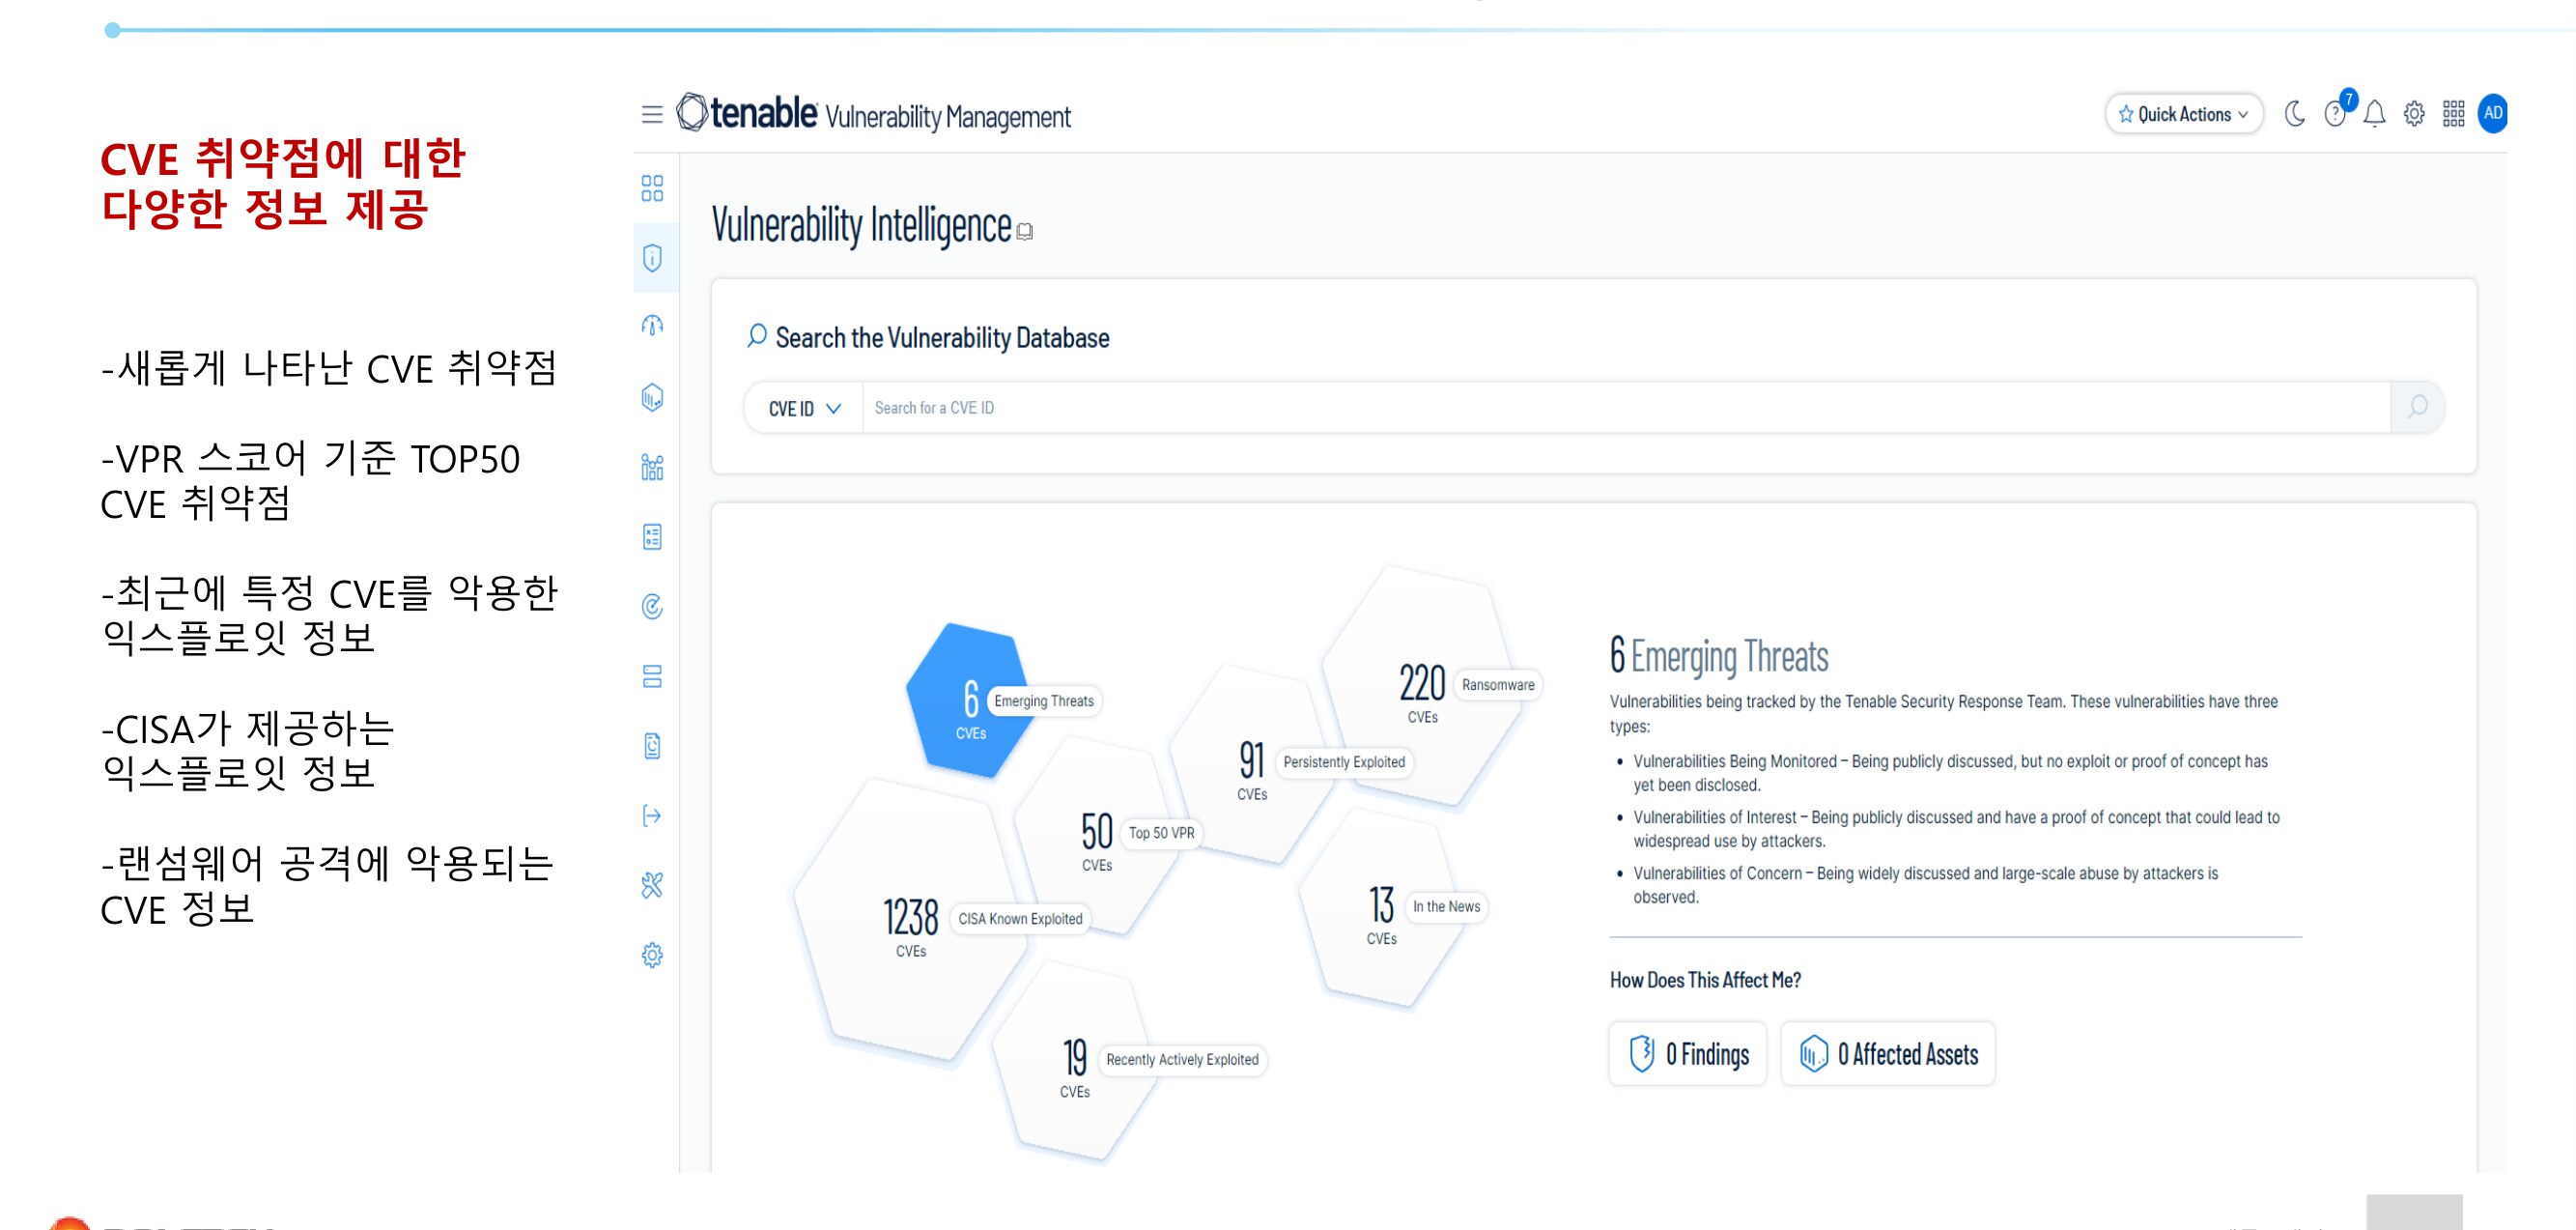 CVE 취약점에 대한
다양한 정보 제공
-새롭게 나타난 CVE 취약점
-VPR 스코어 기준 TOP50
CVE 취약점
-최근에 특정 CVE를 악용한
익스플로잇 정보
-CISA가 제공하는
익스플로잇 정보
-랜섬웨어 공격에 악용되는
CVE 정보
tenable Vulnerability Management
Quick Actions
7
AD
Vulnerability Intelligence
Search the Vulnerability Database
CVE ID
Search for a CVE ID
6 Emerging Threats
CVEs
220 Ransomware
CVEs
91 Persistently Exploited
CVEs
50 Top 50 VPR
CVEs
1238 CISA Known Exploited
CVEs
13 In the News
CVEs
19 Recently Actively Exploited
CVEs
6 Emerging Threats
Vulnerabilities being tracked by the Tenable Security Response Team. These vulnerabilities have three
types:
• Vulnerabilities Being Monitored – Being publicly discussed, but no exploit or proof of concept has
yet been disclosed.
• Vulnerabilities of Interest – Being publicly discussed and have a proof of concept that could lead to
widespread use by attackers.
• Vulnerabilities of Concern – Being widely discussed and large-scale abuse by attackers is
observed.
How Does This Affect Me?
0 Findings
0 Affected Assets